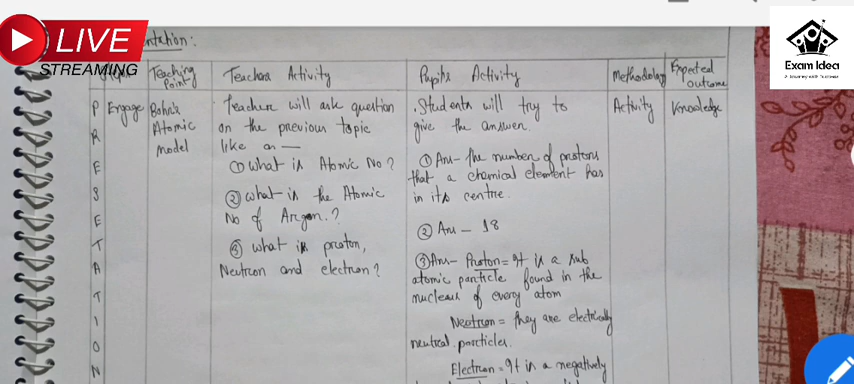 LIVE
STREAMING
ntation:
Exam Idea
Teaching Point
Teachers Activity
Pupils Activity
Methodology
Expected outcome
P
R
E
S
E
T
A
T
I
O
N
Engage
Bohr's
Atomic
Model
Teacher will ask question
on the previous topic
like as —
① What is Atomic No?
② what is the Atomic
No of Argon.?
③ what is proton,
Neutron and electron?
.Students will try to
give the answer.
① Ans- the number of protons
that a chemical element has
in its centre.
② Ans - 18
③ Ans- Proton = It is a sub
atomic particle found in the
nucleus of every atom
Neutron = they are electrically
neutral particles.
Electron = It is a negatively
Activity
Knowledge